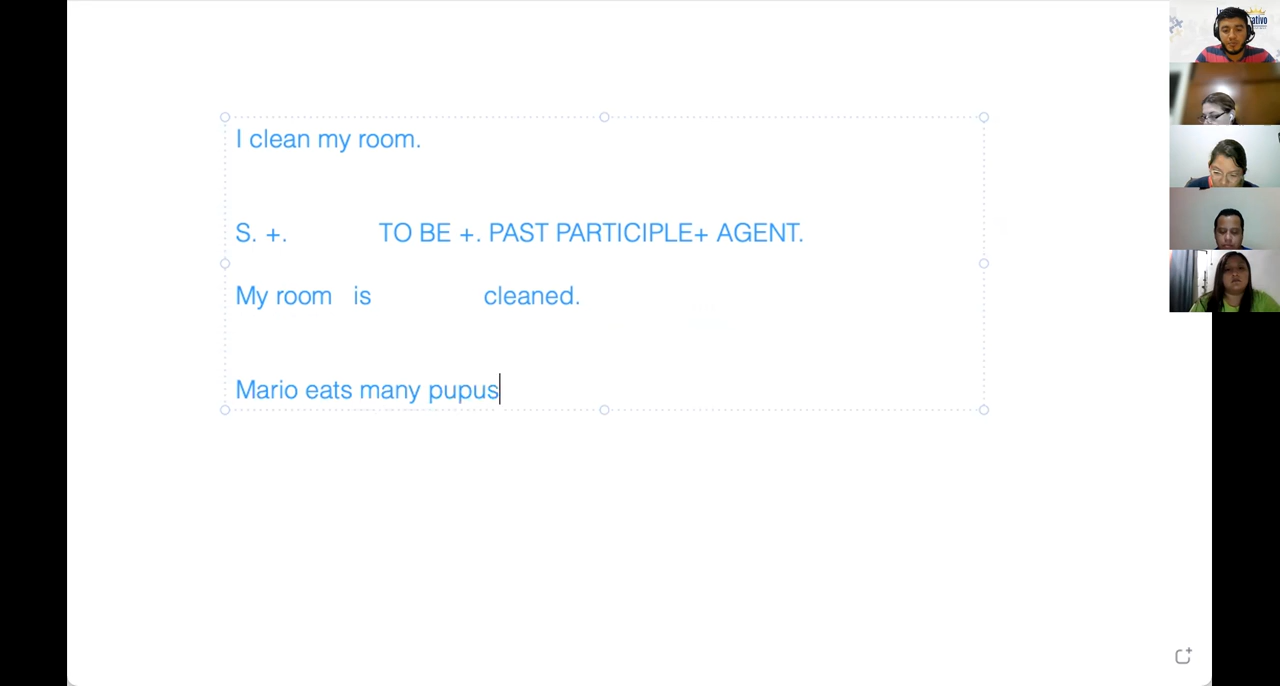 I clean my room.
S. +. TO BE +. PAST PARTICIPLE+ AGENT.
My room is cleaned.
Mario eats many pupus